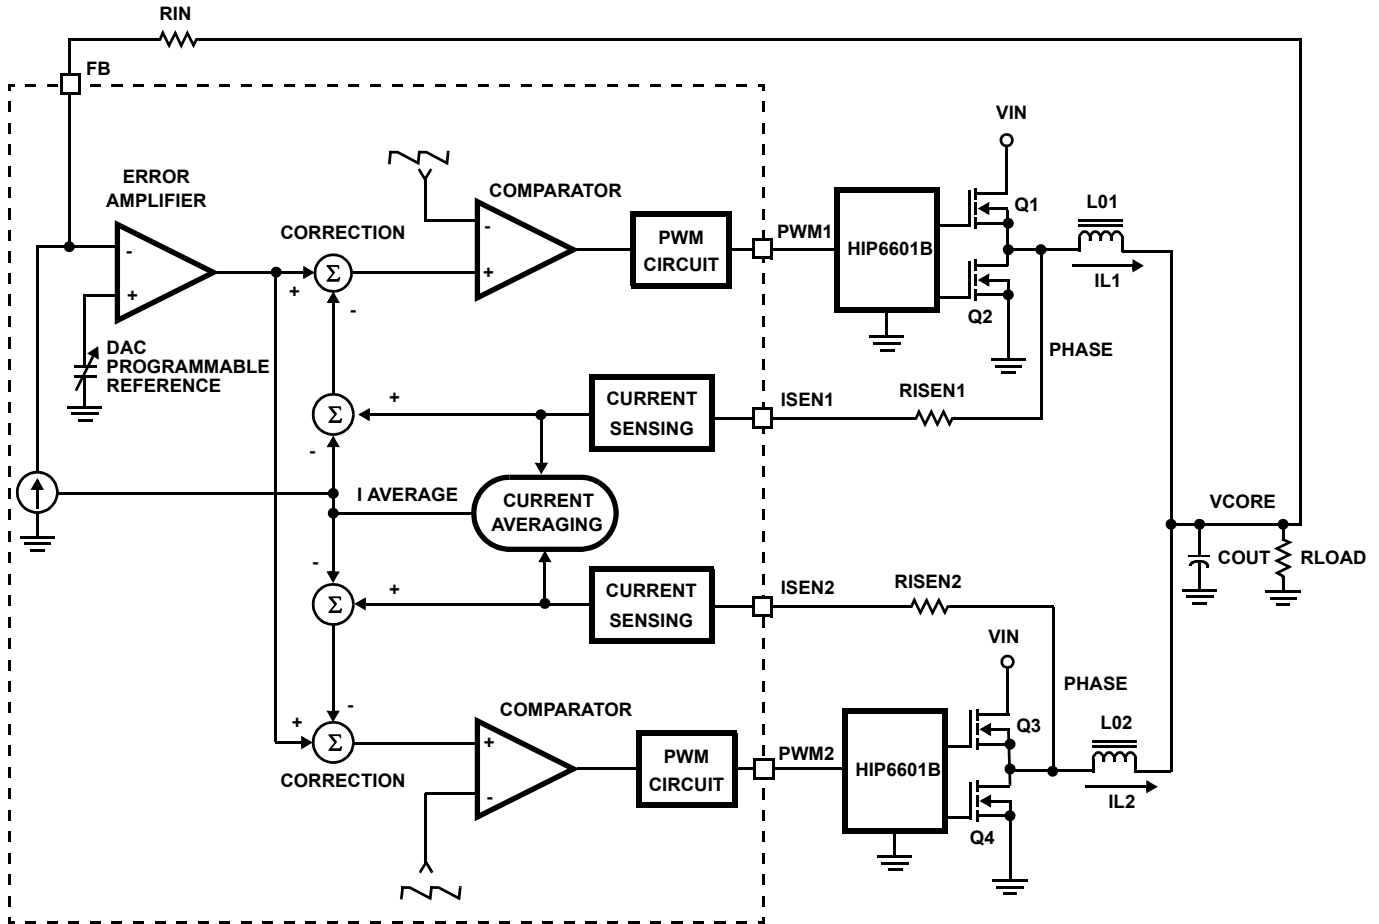 RIN
FB
VIN
ERROR
AMPLIFIER
COMPARATOR
L01
Q1
CORRECTION
PWM
CIRCUIT
PWM1
HIP6601B
-
+
Σ
+
-
-
+
IL1
Q2
DAC
PROGRAMMABLE
REFERENCE
PHASE
CURRENT
SENSING
ISEN1
RISEN1
+
Σ
-
I AVERAGE
CURRENT
AVERAGING
VCORE
COUT
RLOAD
-
+
Σ
CURRENT
SENSING
ISEN2
RISEN2
VIN
PHASE
-
+
Σ
CORRECTION
COMPARATOR
+
-
PWM
CIRCUIT
PWM2
HIP6601B
Q3
L02
IL2
Q4